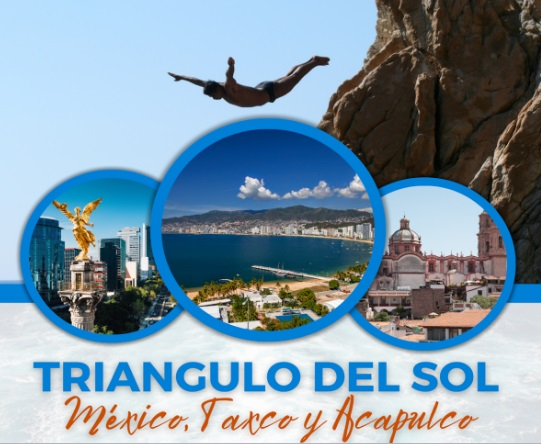 TRIANGULO DEL SOL
México, Taxco y Acapulco